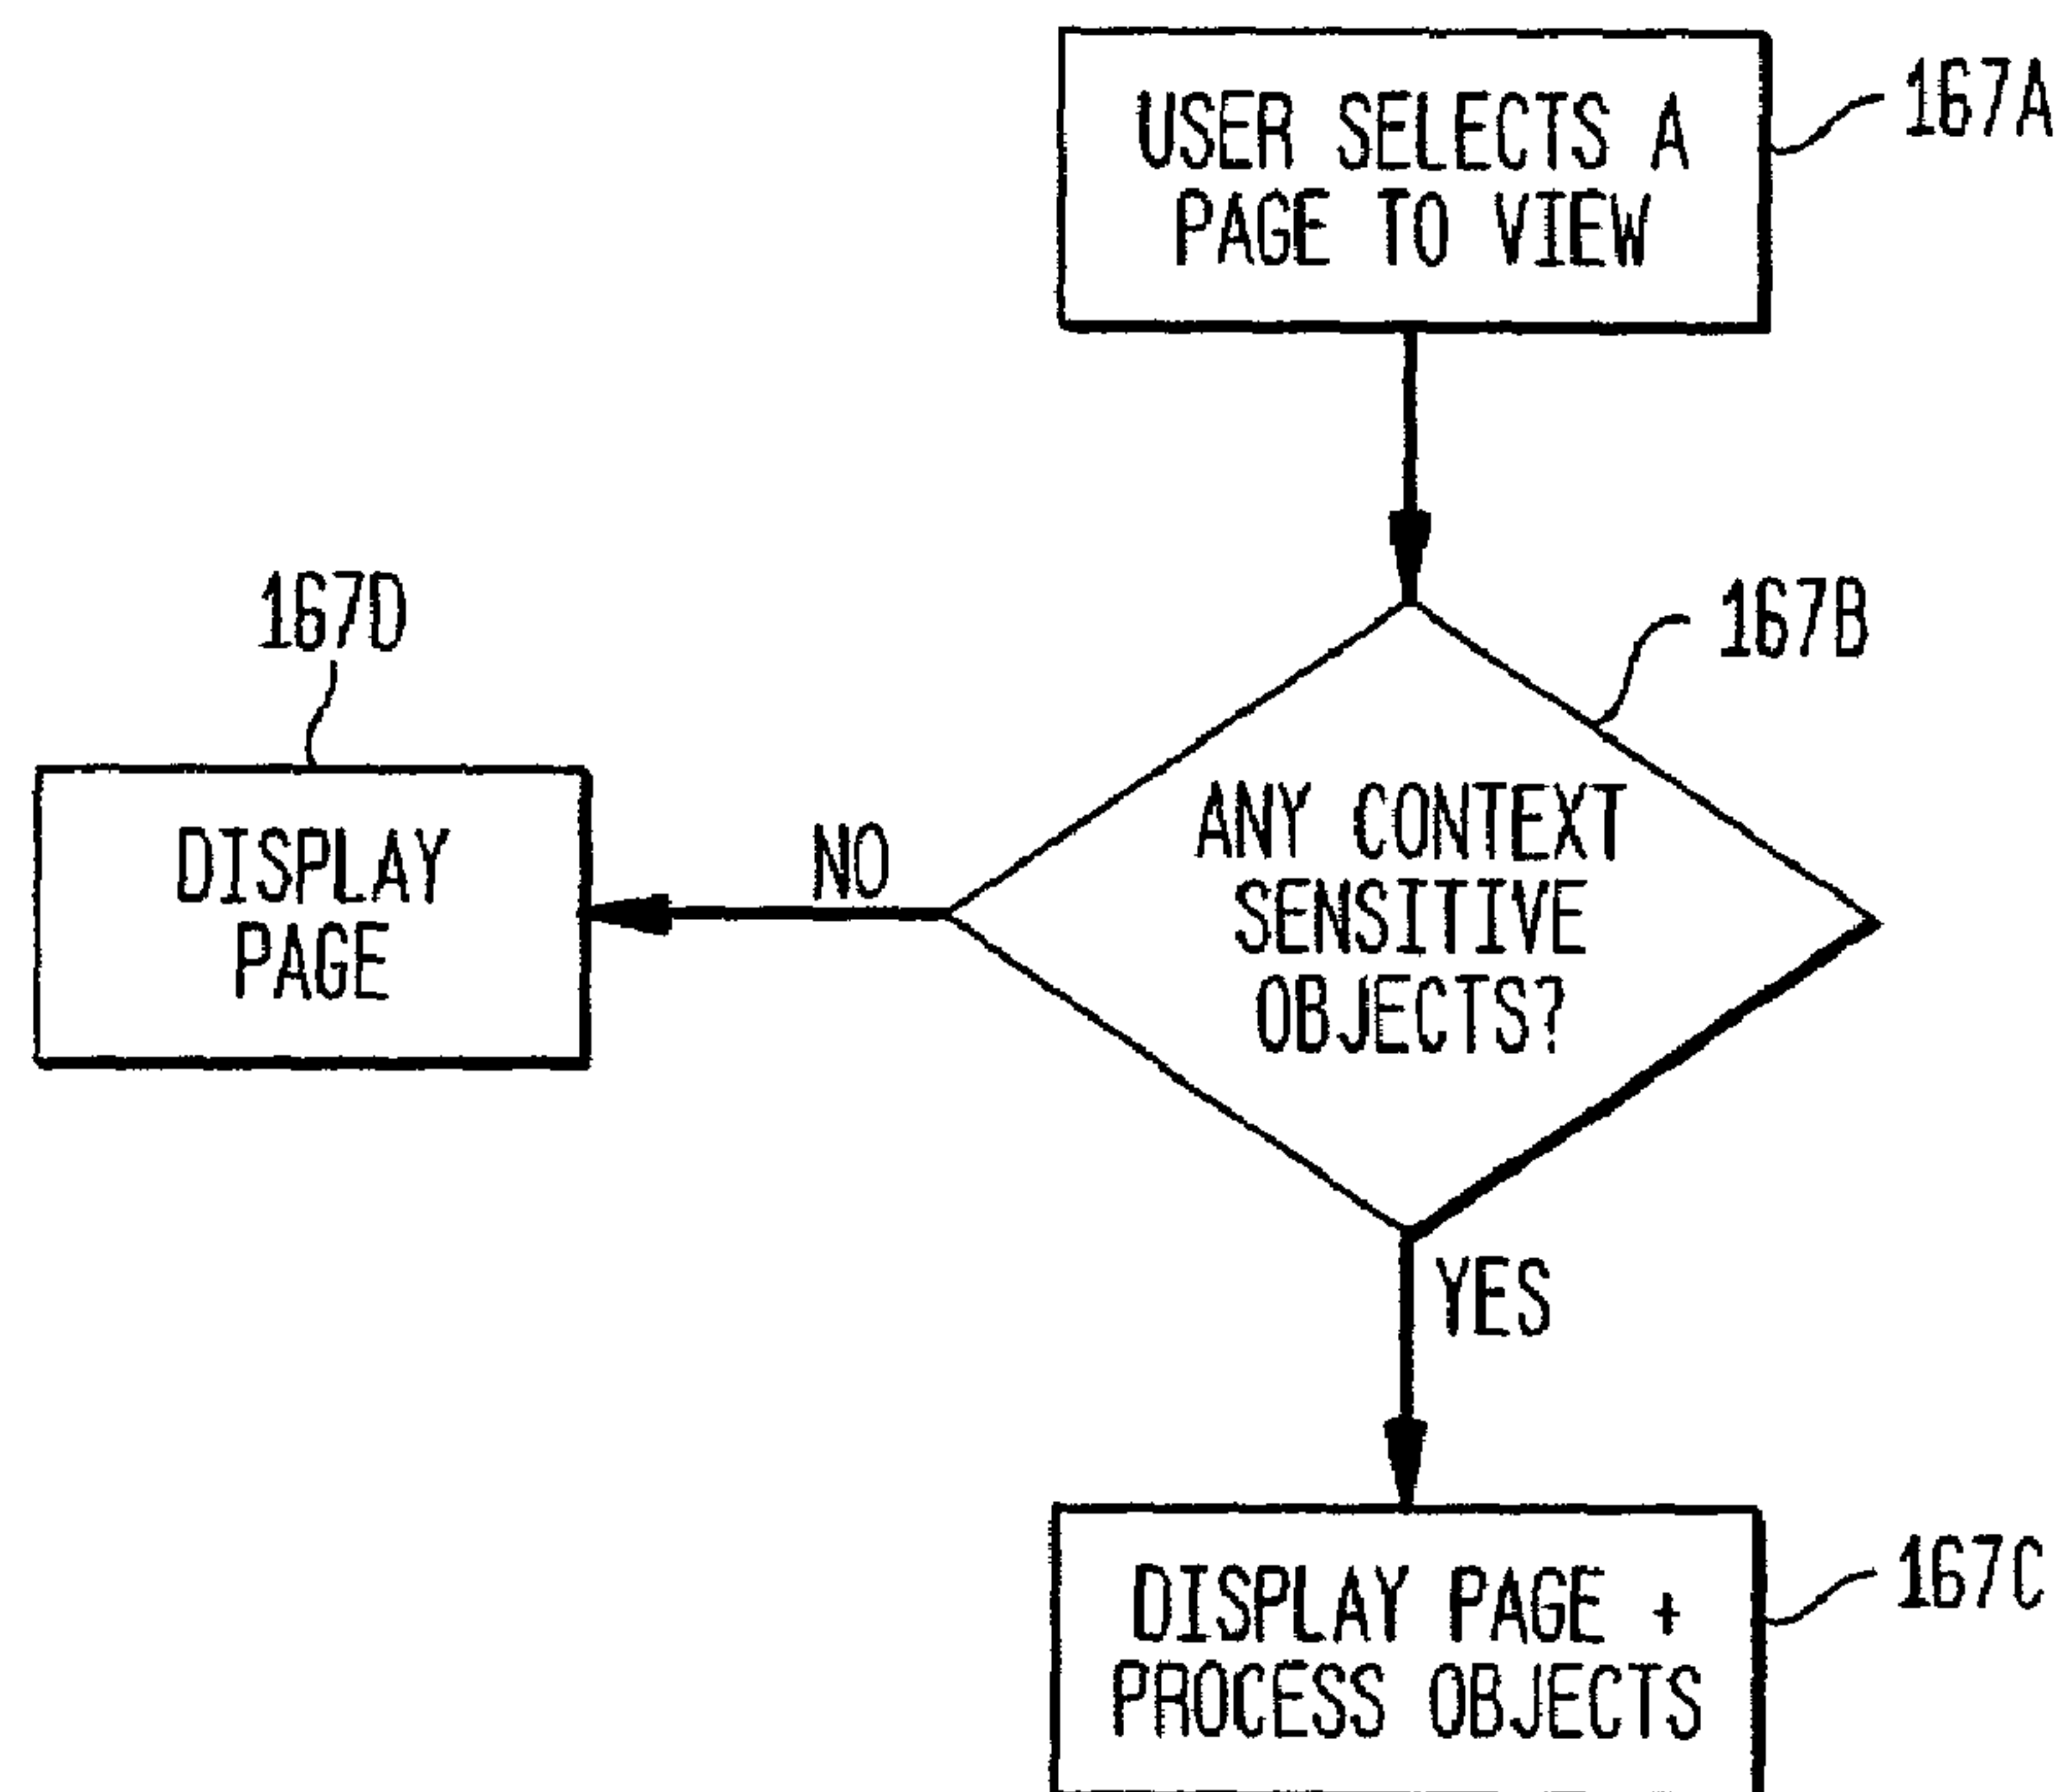 USER SELECTS A
PAGE TO VIEW
167A
167B
ANY CONTEXT
SENSITIVE
OBJECTS?
NO
167D
DISPLAY
PAGE
YES
DISPLAY PAGE +
PROCESS OBJECTS
167C